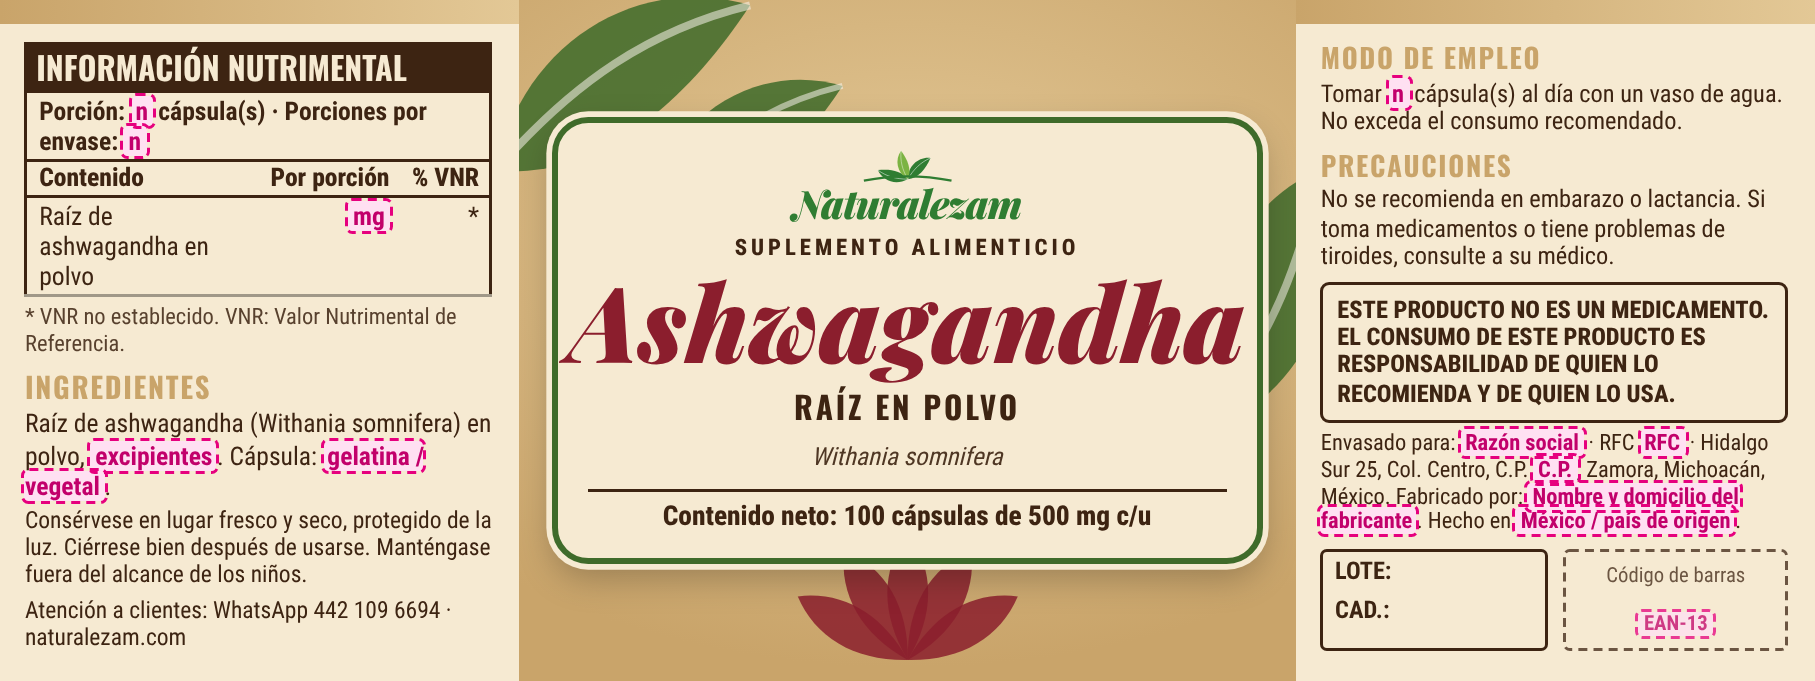 INFORMACIÓN NUTRIMENTAL
Porción: n cápsula(s) · Porciones por
envase: n
Contenido Por porción % VNR
Raíz de mg *
ashwagandha en
polvo
* VNR no establecido. VNR: Valor Nutrimental de
Referencia.
INGREDIENTES
Raíz de ashwagandha (Withania somnifera) en
polvo, excipientes. Cápsula: gelatina /
vegetal.
Consérvese en lugar fresco y seco, protegido de la
luz. Ciérrese bien después de usarse. Manténgase
fuera del alcance de los niños.
Atención a clientes: WhatsApp 442 109 6694 ·
naturalezam.com
Naturalezam
SUPLEMENTO ALIMENTICIO
Ashwagandha
RAÍZ EN POLVO
Withania somnifera
Contenido neto: 100 cápsulas de 500 mg c/u
MODO DE EMPLEO
Tomar n cápsula(s) al día con un vaso de agua.
No exceda el consumo recomendado.
PRECAUCIONES
No se recomienda en embarazo o lactancia. Si
toma medicamentos o tiene problemas de
tiroides, consulte a su médico.
ESTE PRODUCTO NO ES UN MEDICAMENTO.
EL CONSUMO DE ESTE PRODUCTO ES
RESPONSABILIDAD DE QUIEN LO
RECOMIENDA Y DE QUIEN LO USA.
Envasado para: Razón social · RFC RFC · Hidalgo
Sur 25, Col. Centro, C.P. C.P. Zamora, Michoacán,
México. Fabricado por: Nombre y domicilio del
fabricante. Hecho en México / país de origen.
LOTE:
CAD.:
Código de barras
EAN-13